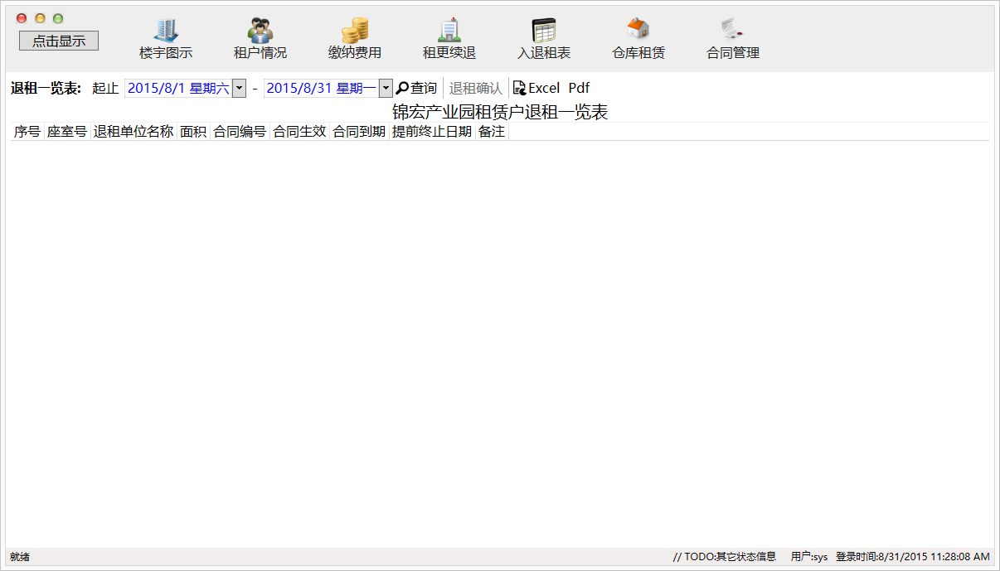 点击显示
楼宇图示 租户情况 缴纳费用 租更续退 入退租表 仓库租赁 合同管理
退租一览表: 起止 2015/8/1 星期六 - 2015/8/31 星期一 查询 退租确认 Excel Pdf
锦宏产业园租赁户退租一览表
序号 座室号 退租单位名称 面积 合同编号 合同生效 合同到期 提前终止日期 备注
就绪 // TODO:其它状态信息 用户:sys 登录时间:8/31/2015 11:28:08 AM